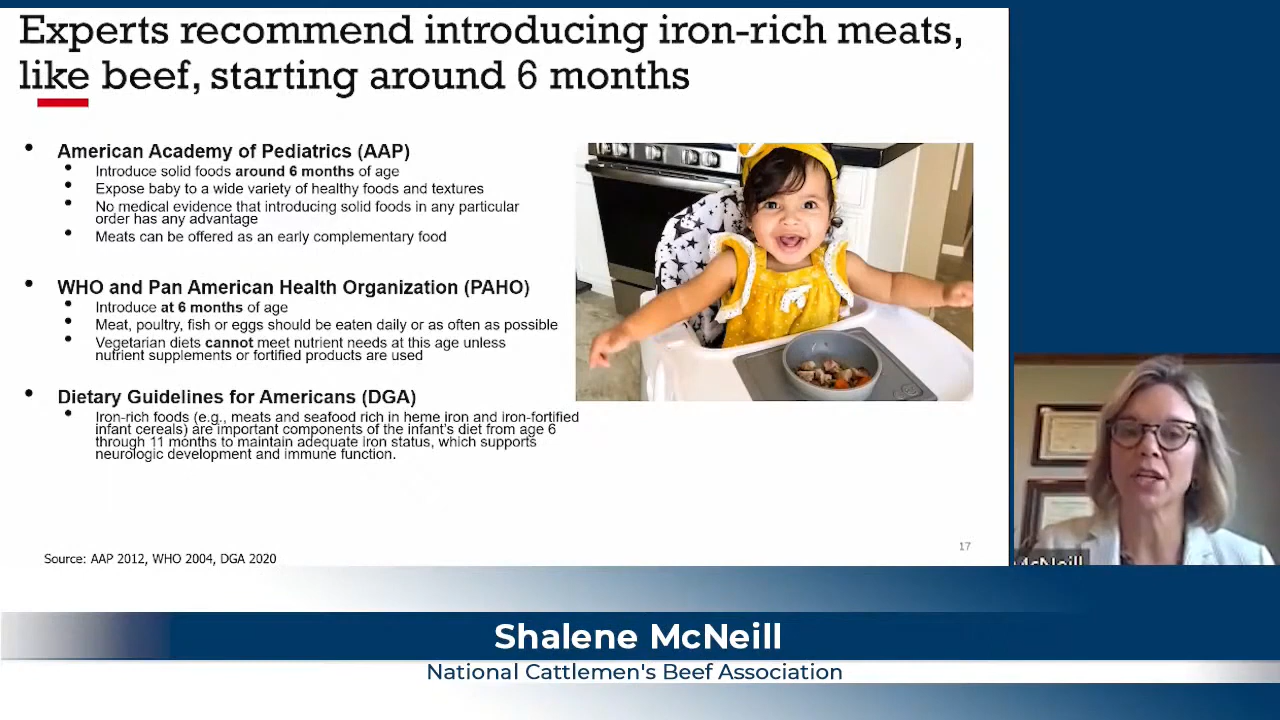 Experts recommend introducing iron-rich meats,
like beef, starting around 6 months
• American Academy of Pediatrics (AAP)
• Introduce solid foods around 6 months of age
• Expose baby to a wide variety of healthy foods and textures
• No medical evidence that introducing solid foods in any particular
order has any advantage
• Meats can be offered as an early complementary food
• WHO and Pan American Health Organization (PAHO)
• Introduce at 6 months of age
• Meat, poultry, fish or eggs should be eaten daily or as often as possible
• Vegetarian diets cannot meet nutrient needs at this age unless
nutrient supplements or fortified products are used
• Dietary Guidelines for Americans (DGA)
• Iron-rich foods (e.g., meats and seafood rich in heme iron and iron-fortified
infant cereals) are important components of the infant's diet from age 6
through 11 months to maintain adequate iron status, which supports
neurologic development and immune function.
Source: AAP 2012, WHO 2004, DGA 2020
17
McNeill
Shalene McNeill
National Cattlemen's Beef Association